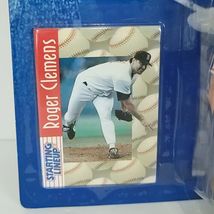 Roger Clemens
STARTING
LINEUP